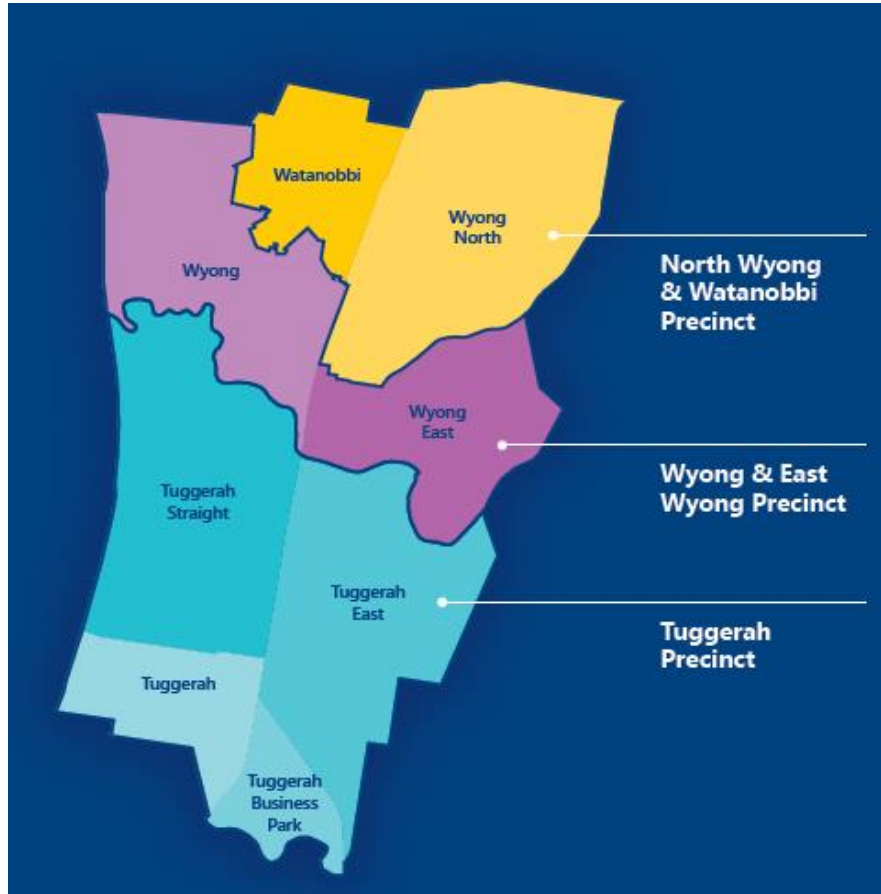 Watanobbi
Wyong
North
North Wyong
& Watanobbi
Precinct
Wyong
Wyong
East
Wyong & East
Wyong Precinct
Tuggerah
Straight
Tuggerah
East
Tuggerah
Precinct
Tuggerah
Tuggerah
Business
Park